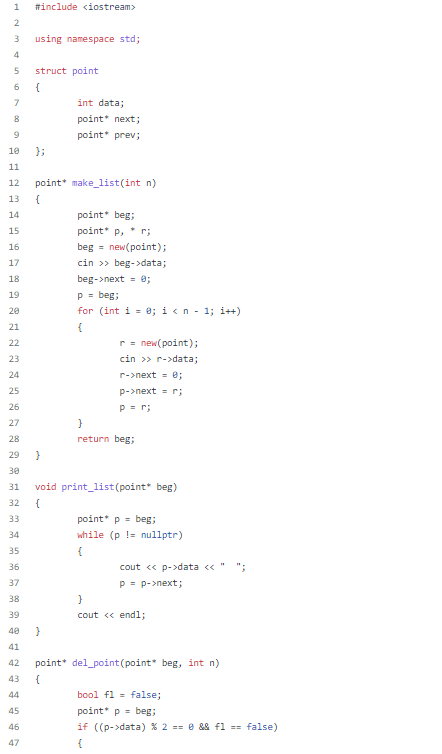 1 #include <iostream>
2
3 using namespace std;
4
5 struct point
6 {
7 int data;
8 point* next;
9 point* prev;
10 };
11
12 point* make_list(int n)
13 {
14 point* beg;
15 point* p, * r;
16 beg = new(point);
17 cin >> beg->data;
18 beg->next = 0;
19 p = beg;
20 for (int i = 0; i < n - 1; i++)
21 {
22 r = new(point);
23 cin >> r->data;
24 r->next = 0;
25 p->next = r;
26 p = r;
27 }
28 return beg;
29 }
30
31 void print_list(point* beg)
32 {
33 point* p = beg;
34 while (p != nullptr)
35 {
36 cout << p->data << "  ";
37 p = p->next;
38 }
39 cout << endl;
40 }
41
42 point* del_point(point* beg, int n)
43 {
44 bool fl = false;
45 point* p = beg;
46 if ((p->data) % 2 == 0 && fl == false)
47 {